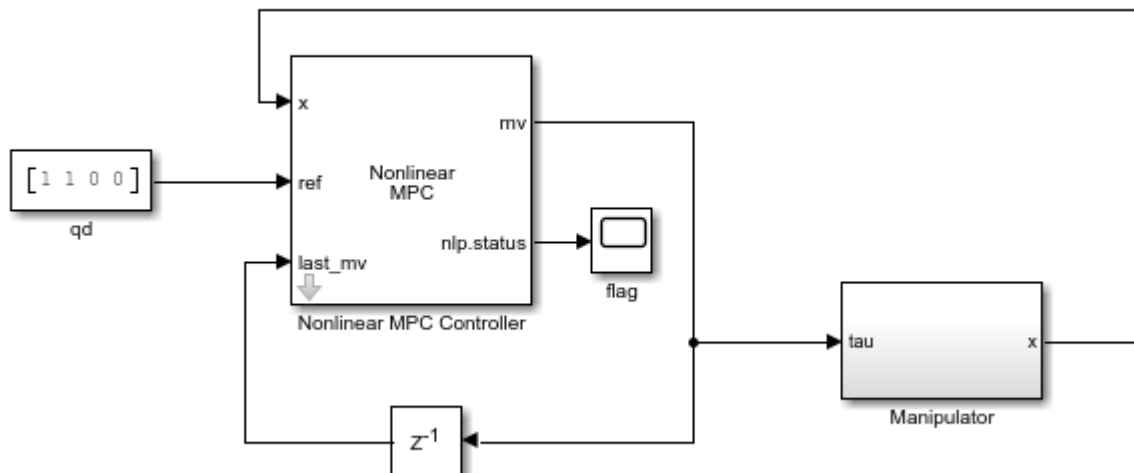 x
mv
Nonlinear
MPC
[1 1 0 0]
ref
qd
nlp.status
last_mv
flag
Nonlinear MPC Controller
tau
x
Manipulator
z-1